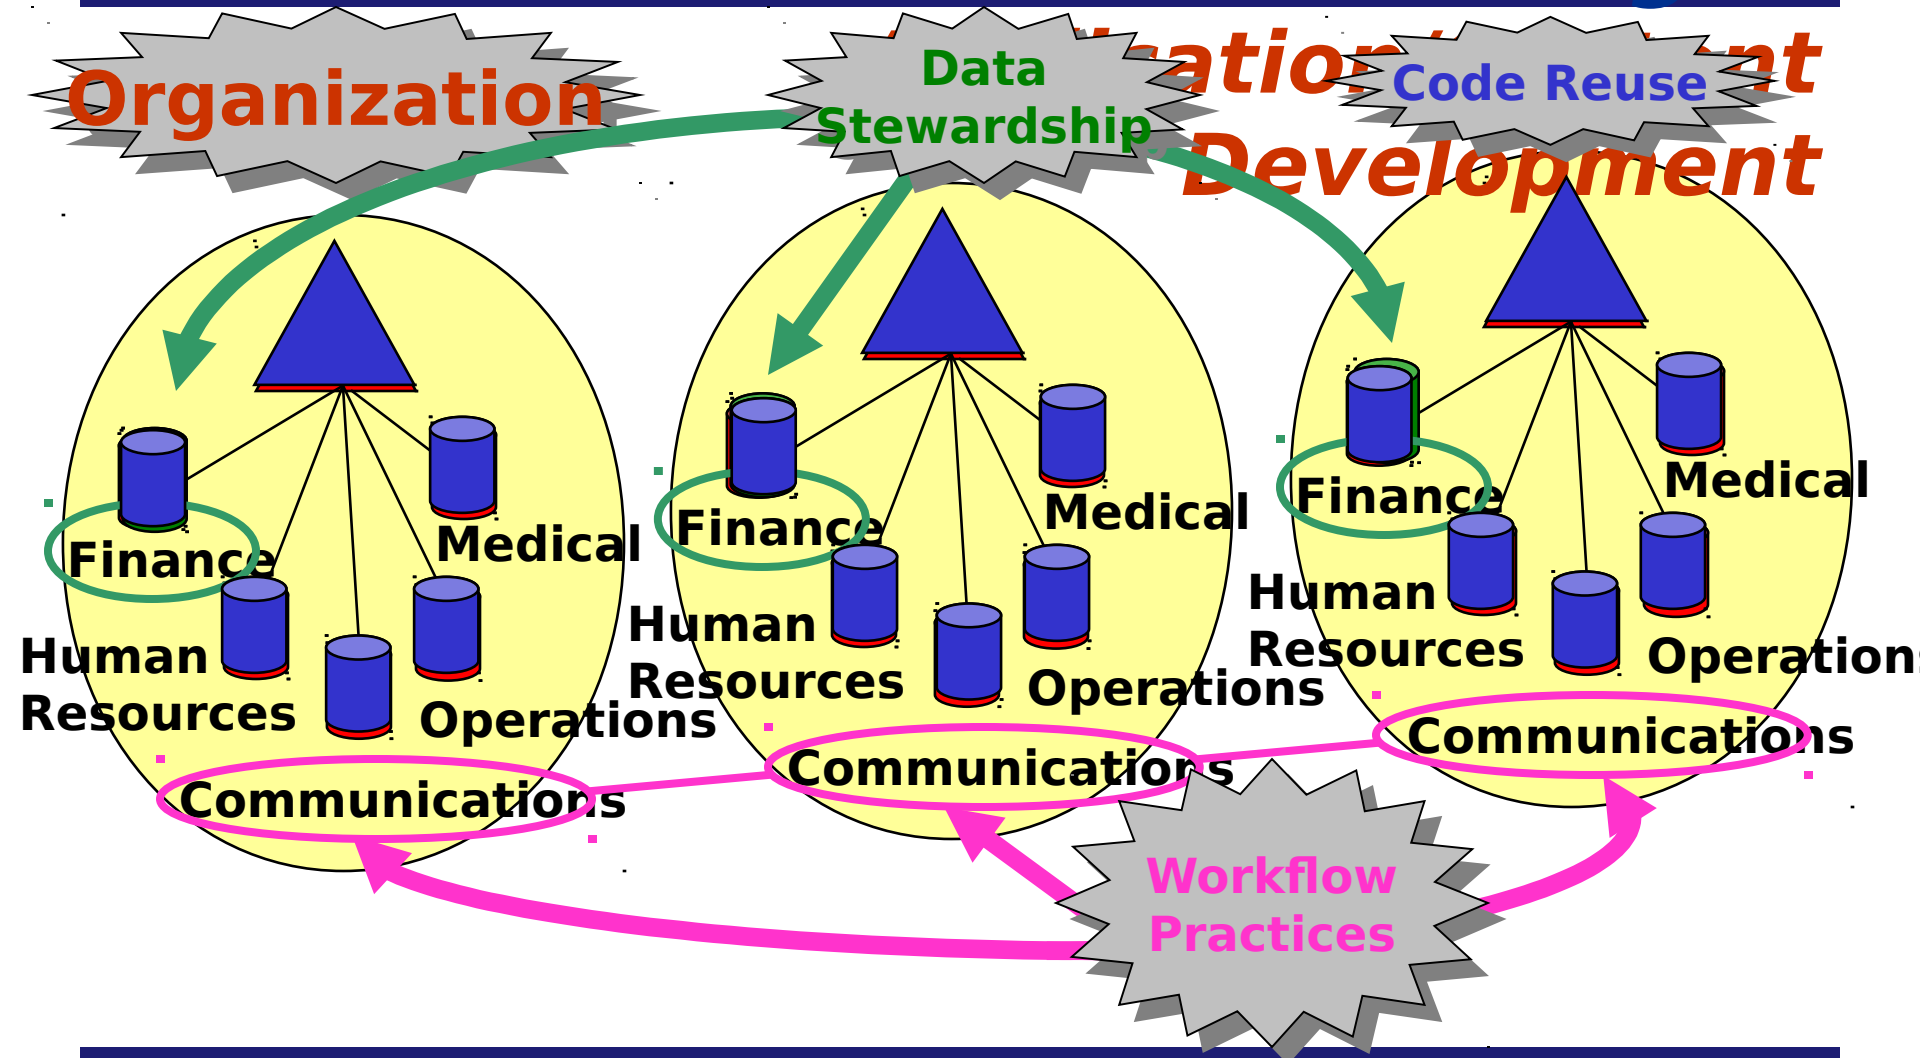 Organization
Data
Stewardship
Code Reuse
Development
Finance
Medical
Human
Resources
Operations
Communications
Finance
Medical
Human
Resources
Operations
Communications
Finance
Medical
Human
Resources
Operations
Communications
Workflow
Practices